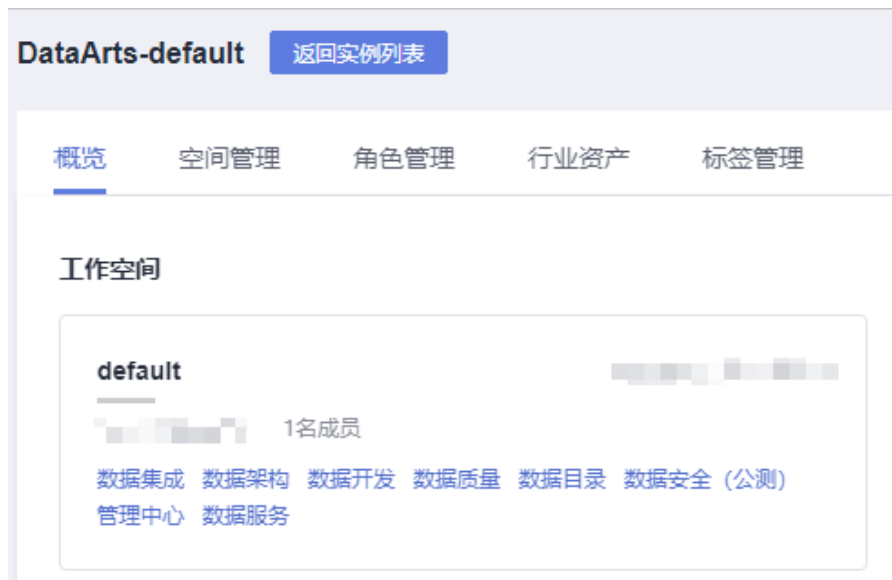 DataArts-default 返回实例列表
概览 空间管理 角色管理 行业资产 标签管理
工作空间
default
1名成员
数据集成 数据架构 数据开发 数据质量 数据目录 数据安全（公测）
管理中心 数据服务